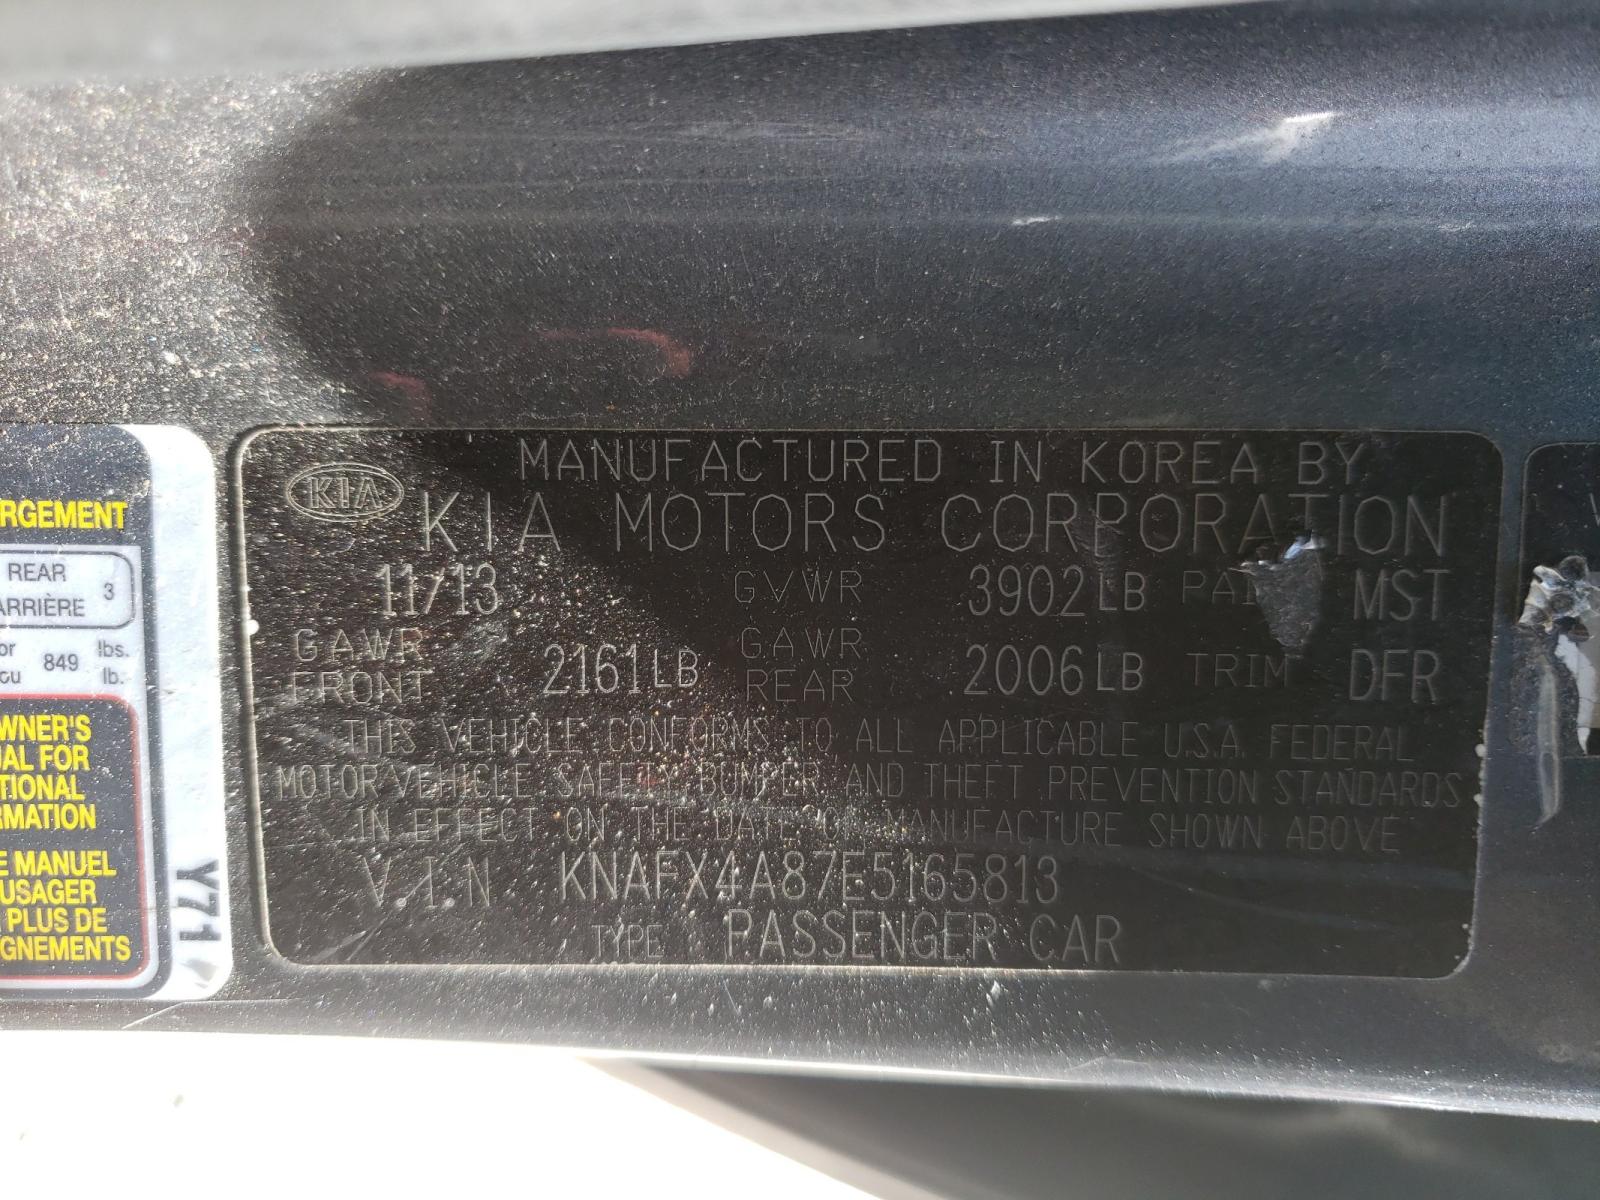 KIA
MANUFACTURED IN KOREA BY
KIA MOTORS CORPORATION
11/13 GVWR 3902LB MST
GAWR FRONT 2161LB GAWR REAR 2006LB TRIM DFR
THIS VEHICLE CONFORMS TO ALL APPLICABLE U.S.A. FEDERAL
MOTOR VEHICLE SAFETY, BUMPER, AND THEFT PREVENTION STANDARDS
IN EFFECT ON THE DATE OF MANUFACTURE SHOWN ABOVE
V.I.N KNAFX4A87E5165813
TYPE PASSENGER CAR
RGEMENT
REAR 3
ARRIÈRE
or lbs.
cu 849 lb.
WNER'S
UAL FOR
TIONAL
RMATION
E MANUEL
USAGER
PLUS DE
IGNEMENTS
Y71